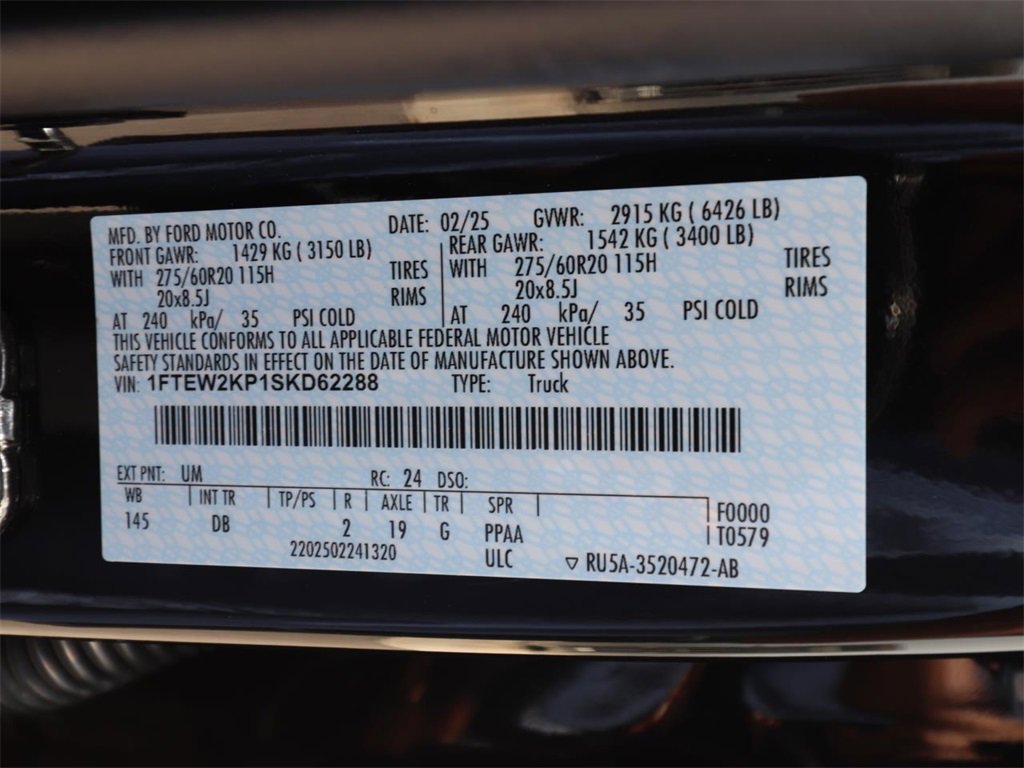 MFD. BY FORD MOTOR CO. DATE: 02/25 GVWR: 2915 KG ( 6426 LB)
FRONT GAWR: 1429 KG ( 3150 LB) REAR GAWR: 1542 KG ( 3400 LB)
WITH 275/60R20 115H TIRES WITH 275/60R20 115H TIRES
20x8.5J RIMS 20x8.5J RIMS
AT 240 kPa/ 35 PSI COLD AT 240 kPa/ 35 PSI COLD
THIS VEHICLE CONFORMS TO ALL APPLICABLE FEDERAL MOTOR VEHICLE
SAFETY STANDARDS IN EFFECT ON THE DATE OF MANUFACTURE SHOWN ABOVE.
VIN: 1FTEW2KP1SKD62288 TYPE: Truck
EXT PNT: UM RC: 24 DSO:
WB INT TR TP/PS R AXLE TR SPR F0000
145 DB 2 19 G PPAA T0579
2202502241320 ULC RU5A-3520472-AB